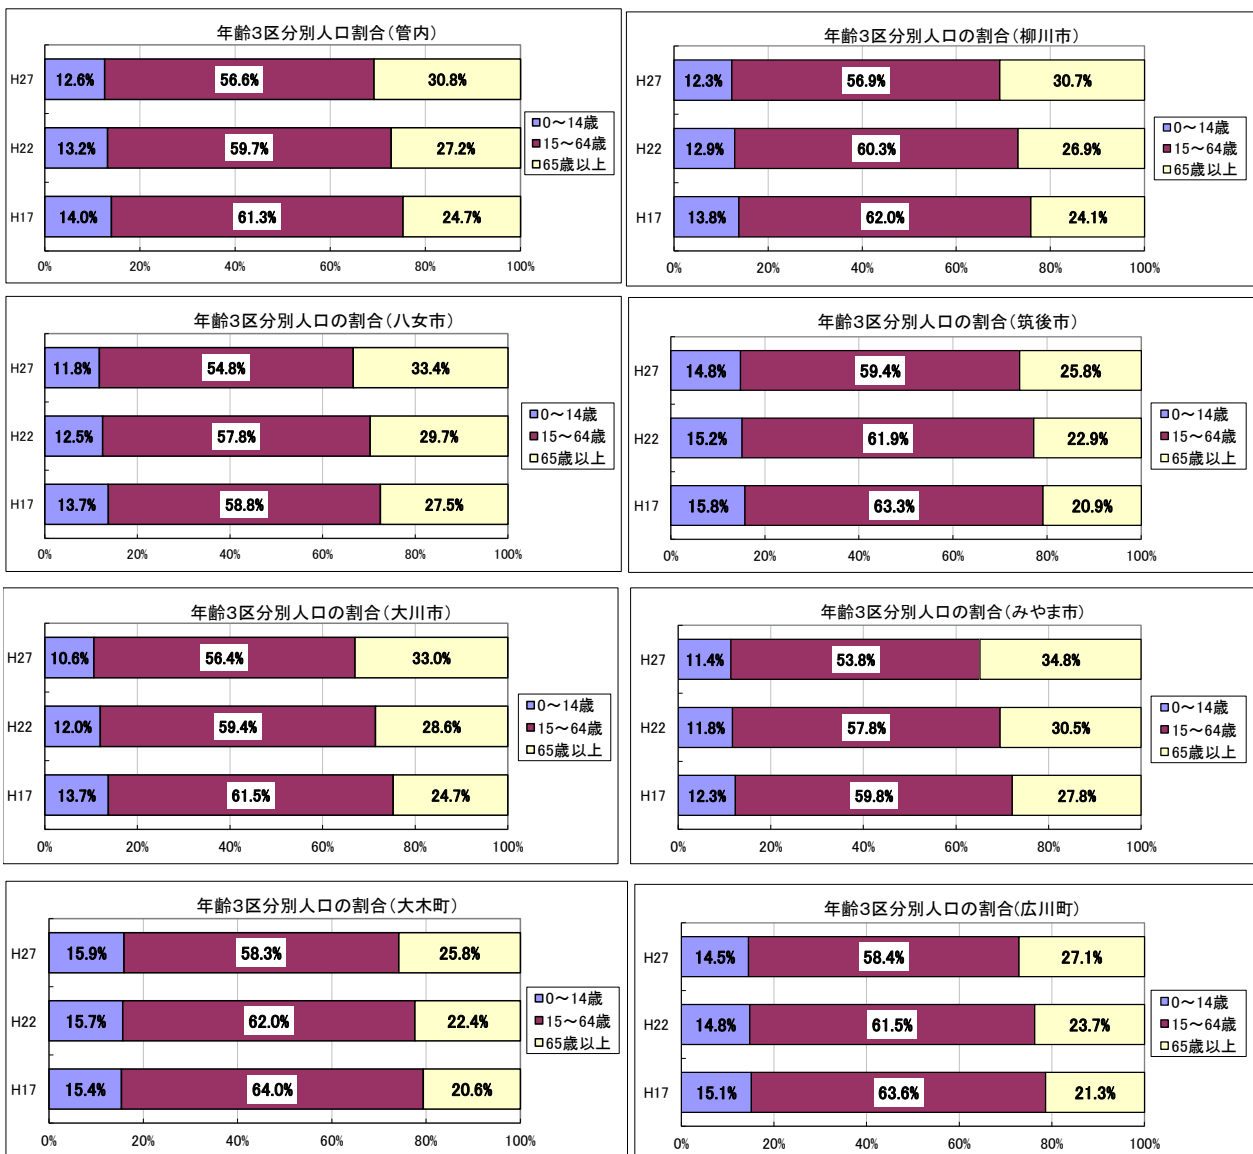 年齢3区分別人口割合(管内)
H27 12.6% 56.6% 30.8%
H22 13.2% 59.7% 27.2%
H17 14.0% 61.3% 24.7%
0% 20% 40% 60% 80% 100%
0～14歳
15～64歳
65歳以上
年齢3区分別人口の割合(柳川市)
H27 12.3% 56.9% 30.7%
H22 12.9% 60.3% 26.9%
H17 13.8% 62.0% 24.1%
0% 20% 40% 60% 80% 100%
0～14歳
15～64歳
65歳以上
年齢3区分別人口の割合(八女市)
H27 11.8% 54.8% 33.4%
H22 12.5% 57.8% 29.7%
H17 13.7% 58.8% 27.5%
0% 20% 40% 60% 80% 100%
0～14歳
15～64歳
65歳以上
年齢3区分別人口の割合(筑後市)
H27 14.8% 59.4% 25.8%
H22 15.2% 61.9% 22.9%
H17 15.8% 63.3% 20.9%
0% 20% 40% 60% 80% 100%
0～14歳
15～64歳
65歳以上
年齢3区分別人口の割合(大川市)
H27 10.6% 56.4% 33.0%
H22 12.0% 59.4% 28.6%
H17 13.7% 61.5% 24.7%
0% 20% 40% 60% 80% 100%
0～14歳
15～64歳
65歳以上
年齢3区分別人口の割合(みやま市)
H27 11.4% 53.8% 34.8%
H22 11.8% 57.8% 30.5%
H17 12.3% 59.8% 27.8%
0% 20% 40% 60% 80% 100%
0～14歳
15～64歳
65歳以上
年齢3区分別人口の割合(大木町)
H27 15.9% 58.3% 25.8%
H22 15.7% 62.0% 22.4%
H17 15.4% 64.0% 20.6%
0% 20% 40% 60% 80% 100%
0～14歳
15～64歳
65歳以上
年齢3区分別人口の割合(広川町)
H27 14.5% 58.4% 27.1%
H22 14.8% 61.5% 23.7%
H17 15.1% 63.6% 21.3%
0% 20% 40% 60% 80% 100%
0～14歳
15～64歳
65歳以上